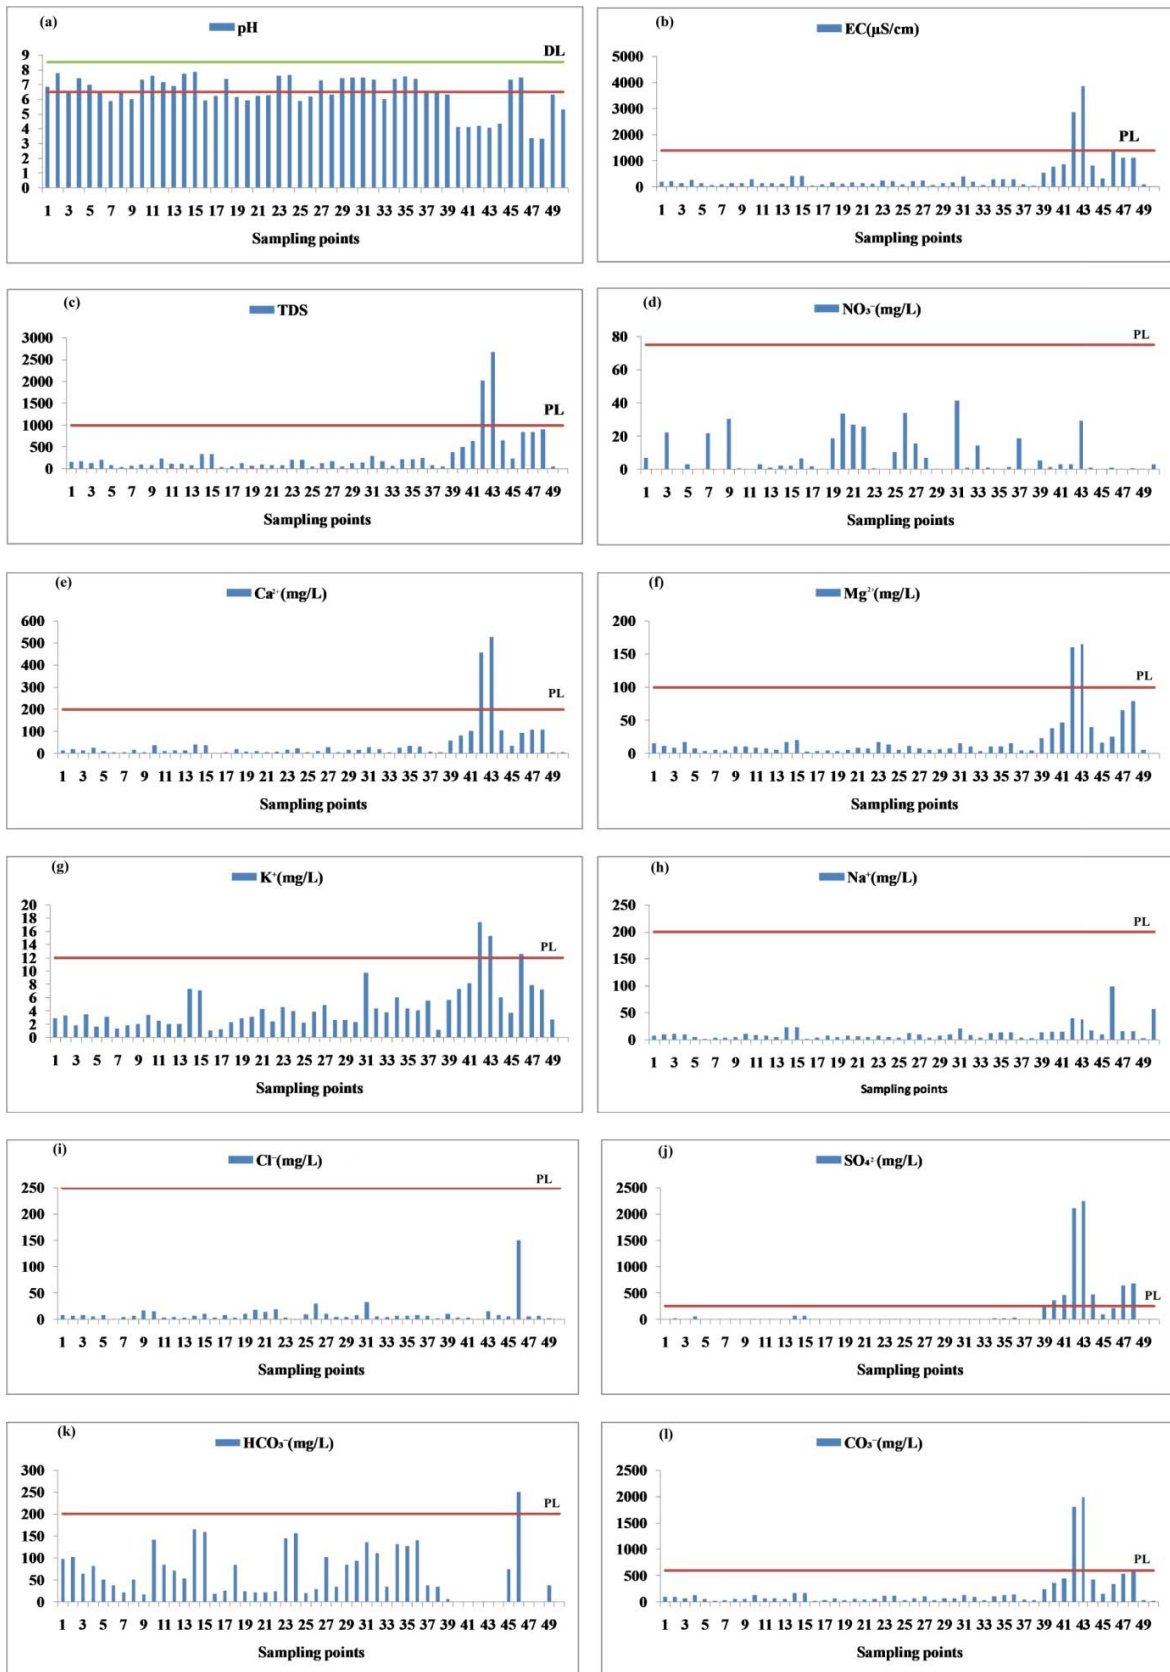 (a)
pH
DL
9
8
7
6
5
4
3
2
1
0
1 3 5 7 9 11 13 15 17 19 21 23 25 27 29 31 33 35 37 39 41 43 45 47 49
Sampling points
(b)
EC(µS/cm)
5000
4000
3000
2000
PL
1000
0
1 3 5 7 9 11 13 15 17 19 21 23 25 27 29 31 33 35 37 39 41 43 45 47 49
Sampling points
(c)
TDS
3000
2500
2000
1500
PL
1000
500
0
1 3 5 7 9 11 13 15 17 19 21 23 25 27 29 31 33 35 37 39 41 43 45 47 49
Sampling points
(d)
NO₃⁻(mg/L)
PL
80
60
40
20
0
1 3 5 7 9 11 13 15 17 19 21 23 25 27 29 31 33 35 37 39 41 43 45 47 49
Sampling points
(e)
Ca²⁺(mg/L)
600
500
400
300
PL
200
100
0
1 3 5 7 9 11 13 15 17 19 21 23 25 27 29 31 33 35 37 39 41 43 45 47 49
Sampling points
(f)
Mg²⁺(mg/L)
200
150
PL
100
50
0
1 3 5 7 9 11 13 15 17 19 21 23 25 27 29 31 33 35 37 39 41 43 45 47 49
Sampling points
(g)
K⁺(mg/L)
20
18
16
14
PL
12
10
8
6
4
2
0
1 3 5 7 9 11 13 15 17 19 21 23 25 27 29 31 33 35 37 39 41 43 45 47 49
Sampling points
(h)
Na⁺(mg/L)
250
PL
200
150
100
50
0
1 3 5 7 9 11 13 15 17 19 21 23 25 27 29 31 33 35 37 39 41 43 45 47 49
Sampling points
(i)
Cl⁻(mg/L)
PL
250
200
150
100
50
0
1 3 5 7 9 11 13 15 17 19 21 23 25 27 29 31 33 35 37 39 41 43 45 47 49
Sampling points
(j)
SO₄²⁻(mg/L)
2500
2000
1500
1000
500
PL
0
1 3 5 7 9 11 13 15 17 19 21 23 25 27 29 31 33 35 37 39 41 43 45 47 49
Sampling points
(k)
HCO₃⁻(mg/L)
300
250
PL
200
150
100
50
0
1 3 5 7 9 11 13 15 17 19 21 23 25 27 29 31 33 35 37 39 41 43 45 47 49
Sampling points
(l)
CO₃⁻(mg/L)
2500
2000
1500
1000
PL
500
0
1 3 5 7 9 11 13 15 17 19 21 23 25 27 29 31 33 35 37 39 41 43 45 47 49
Sampling points